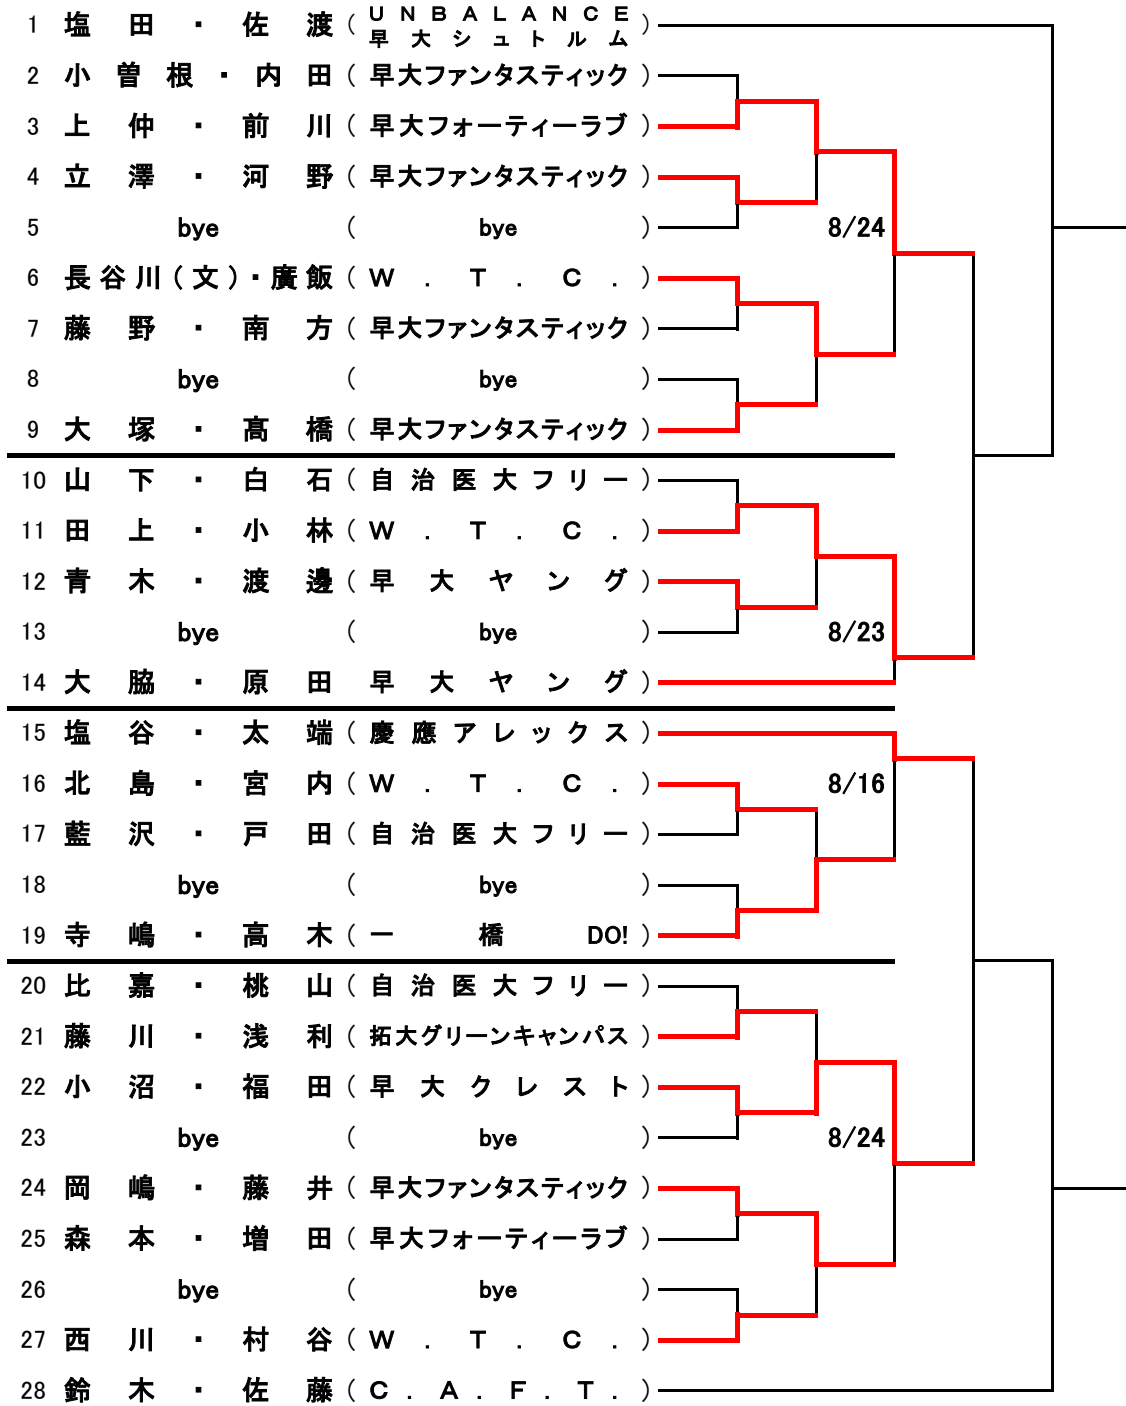 1 塩田・佐渡 (UNBALANCE
早大シュトルム)
2 小曽根・内田 (早大ファンタスティック)
3 上仲・前川 (早大フォーティーラブ)
4 立澤・河野 (早大ファンタスティック)
5 bye (bye) 8/24
6 長谷川(文)・廣飯 (W.T.C.)
7 藤野・南方 (早大ファンタスティック)
8 bye (bye)
9 大塚・髙橋 (早大ファンタスティック)
10 山下・白石 (自治医大フリー)
11 田上・小林 (W.T.C.)
12 青木・渡邊 (早大ヤング)
13 bye (bye) 8/23
14 大脇・原田 早大ヤング)
15 塩谷・太端 (慶應アレックス)
16 北島・宮内 (W.T.C.) 8/16
17 藍沢・戸田 (自治医大フリー)
18 bye (bye)
19 寺嶋・高木 (一橋DO!)
20 比嘉・桃山 (自治医大フリー)
21 藤川・浅利 (拓大グリーンキャンパス)
22 小沼・福田 (早大クレスト)
23 bye (bye) 8/24
24 岡嶋・藤井 (早大ファンタスティック)
25 森本・増田 (早大フォーティーラブ)
26 bye (bye)
27 西川・村谷 (W.T.C.)
28 鈴木・佐藤 (C.A.F.T.)